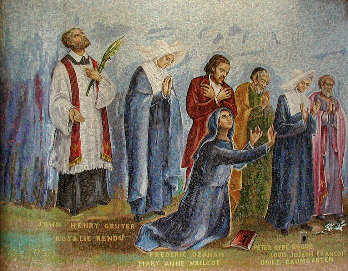 JOHN HENRY GRUYER
ROSALIE RENDU
FREDERIC OZANAM
MARY ANNE VAILLOT
PETER RENE ROGUE
LOUIS JOSEPH FRANCOIS
ODILE BAUMGARTEN